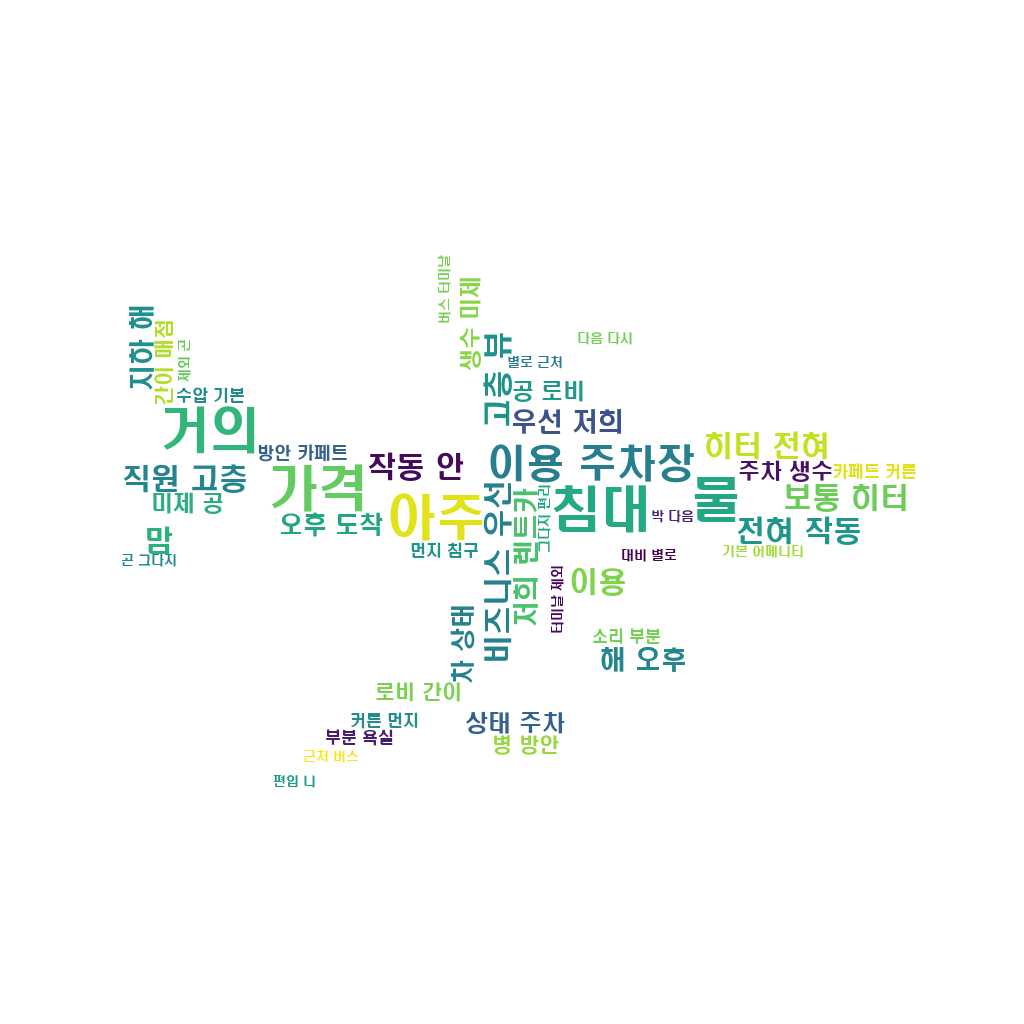 버스 터미널
생수 미제
지하 해
간이 매점
제외 곤
고층 뷰
다음 다시
별로 근처
수압 기본
공 로비
거의
우선 저희
방안 카페트
작동 안
이용 주차장
히터 전혀
주차 생수
카페트 커튼
직원 고층
가격
미제 공
아주
침대
물
보통 히터
오후 도착
비즈니스 우선
저희 렌트카
그다지 편리
박 다음
전혀 작동
맘
곤 그다지
먼지 침구
대비 별로
기본 어메니티
터미널 제외
이용
차 상태
소리 부분
해 오후
로비 간이
커튼 먼지
상태 주차
부분 욕실
병 방안
근처 버스
편입 니